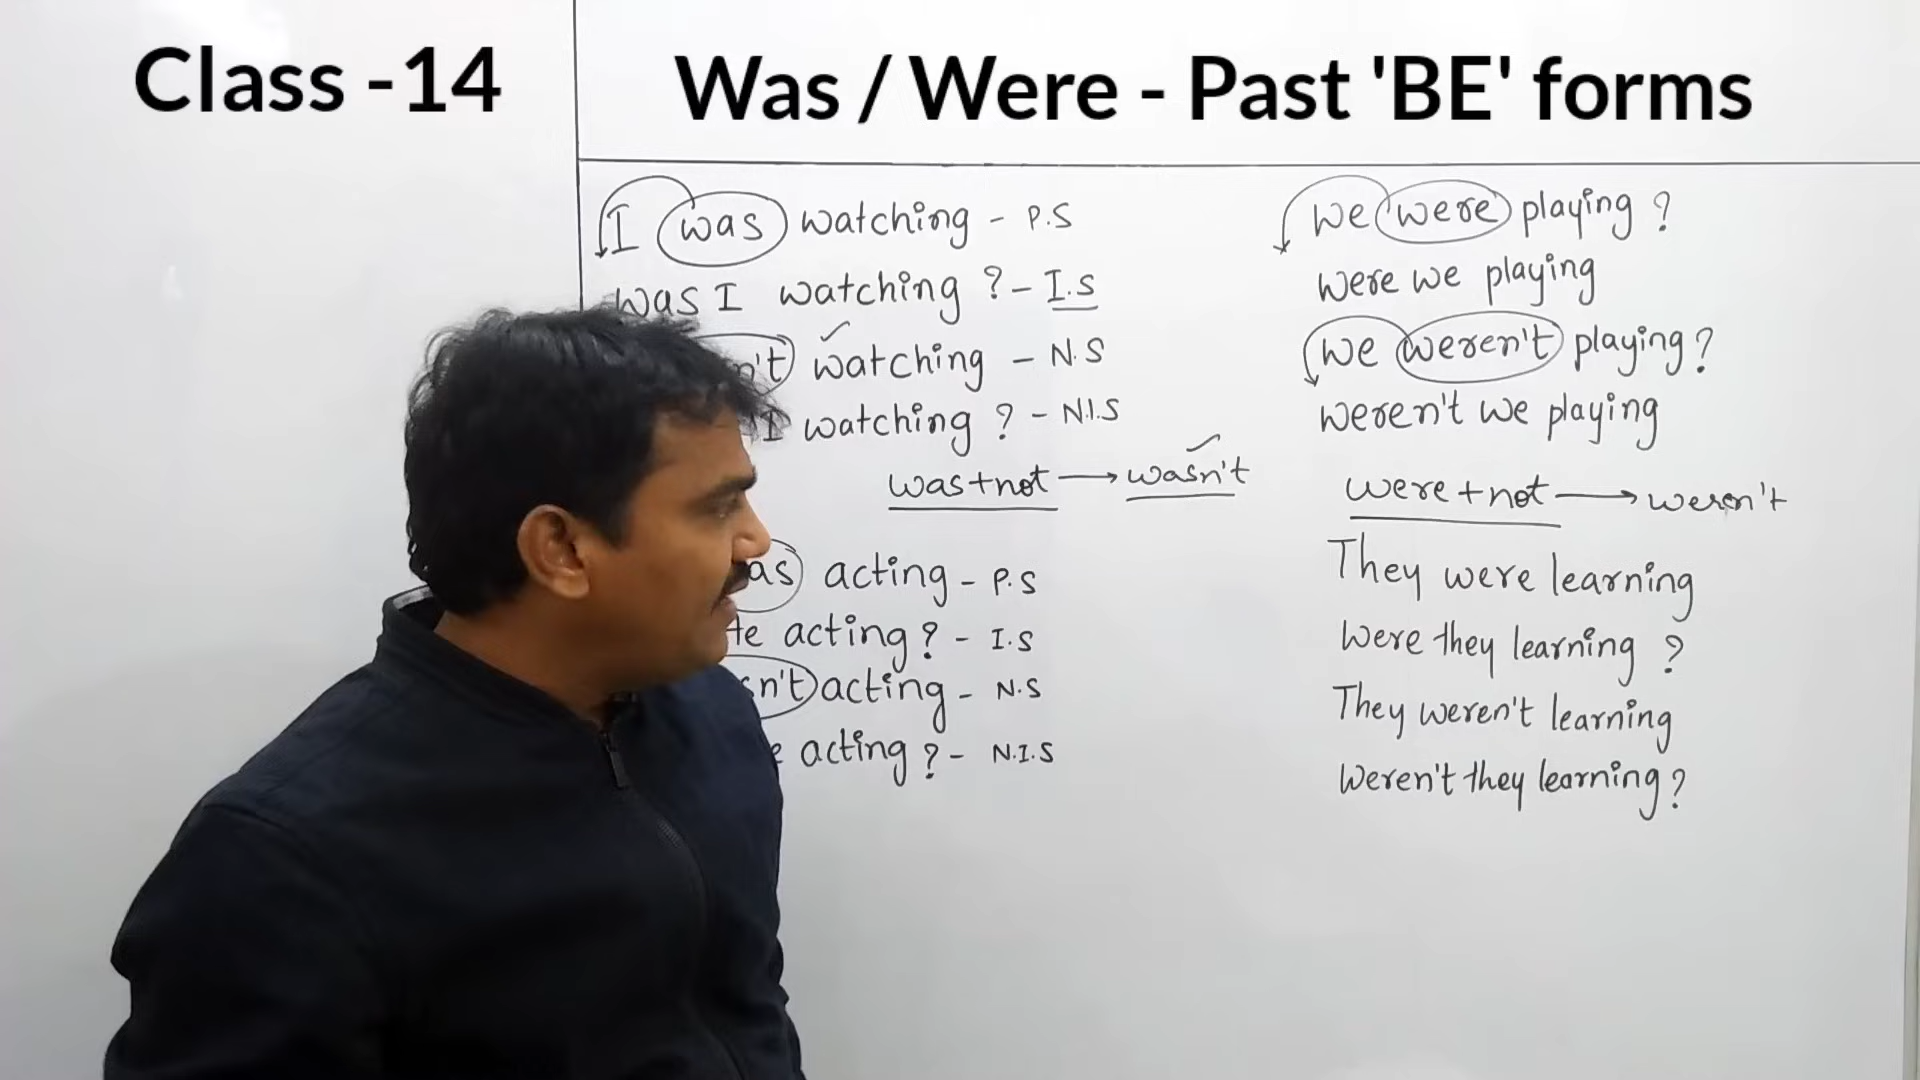 Class -14
Was / Were - Past 'BE' forms
I was watching - P.S
was I watching ? - I.S
watching - N.S
I watching ? - N.I.S
was+not → wasn't
acting - P.S
acting ? - I.S
acting - N.S
acting ? - N.I.S
we were playing ?
were we playing
we weren't playing ?
weren't we playing
were+not → weren't
They were learning
Were they learning ?
They weren't learning
Weren't they learning ?